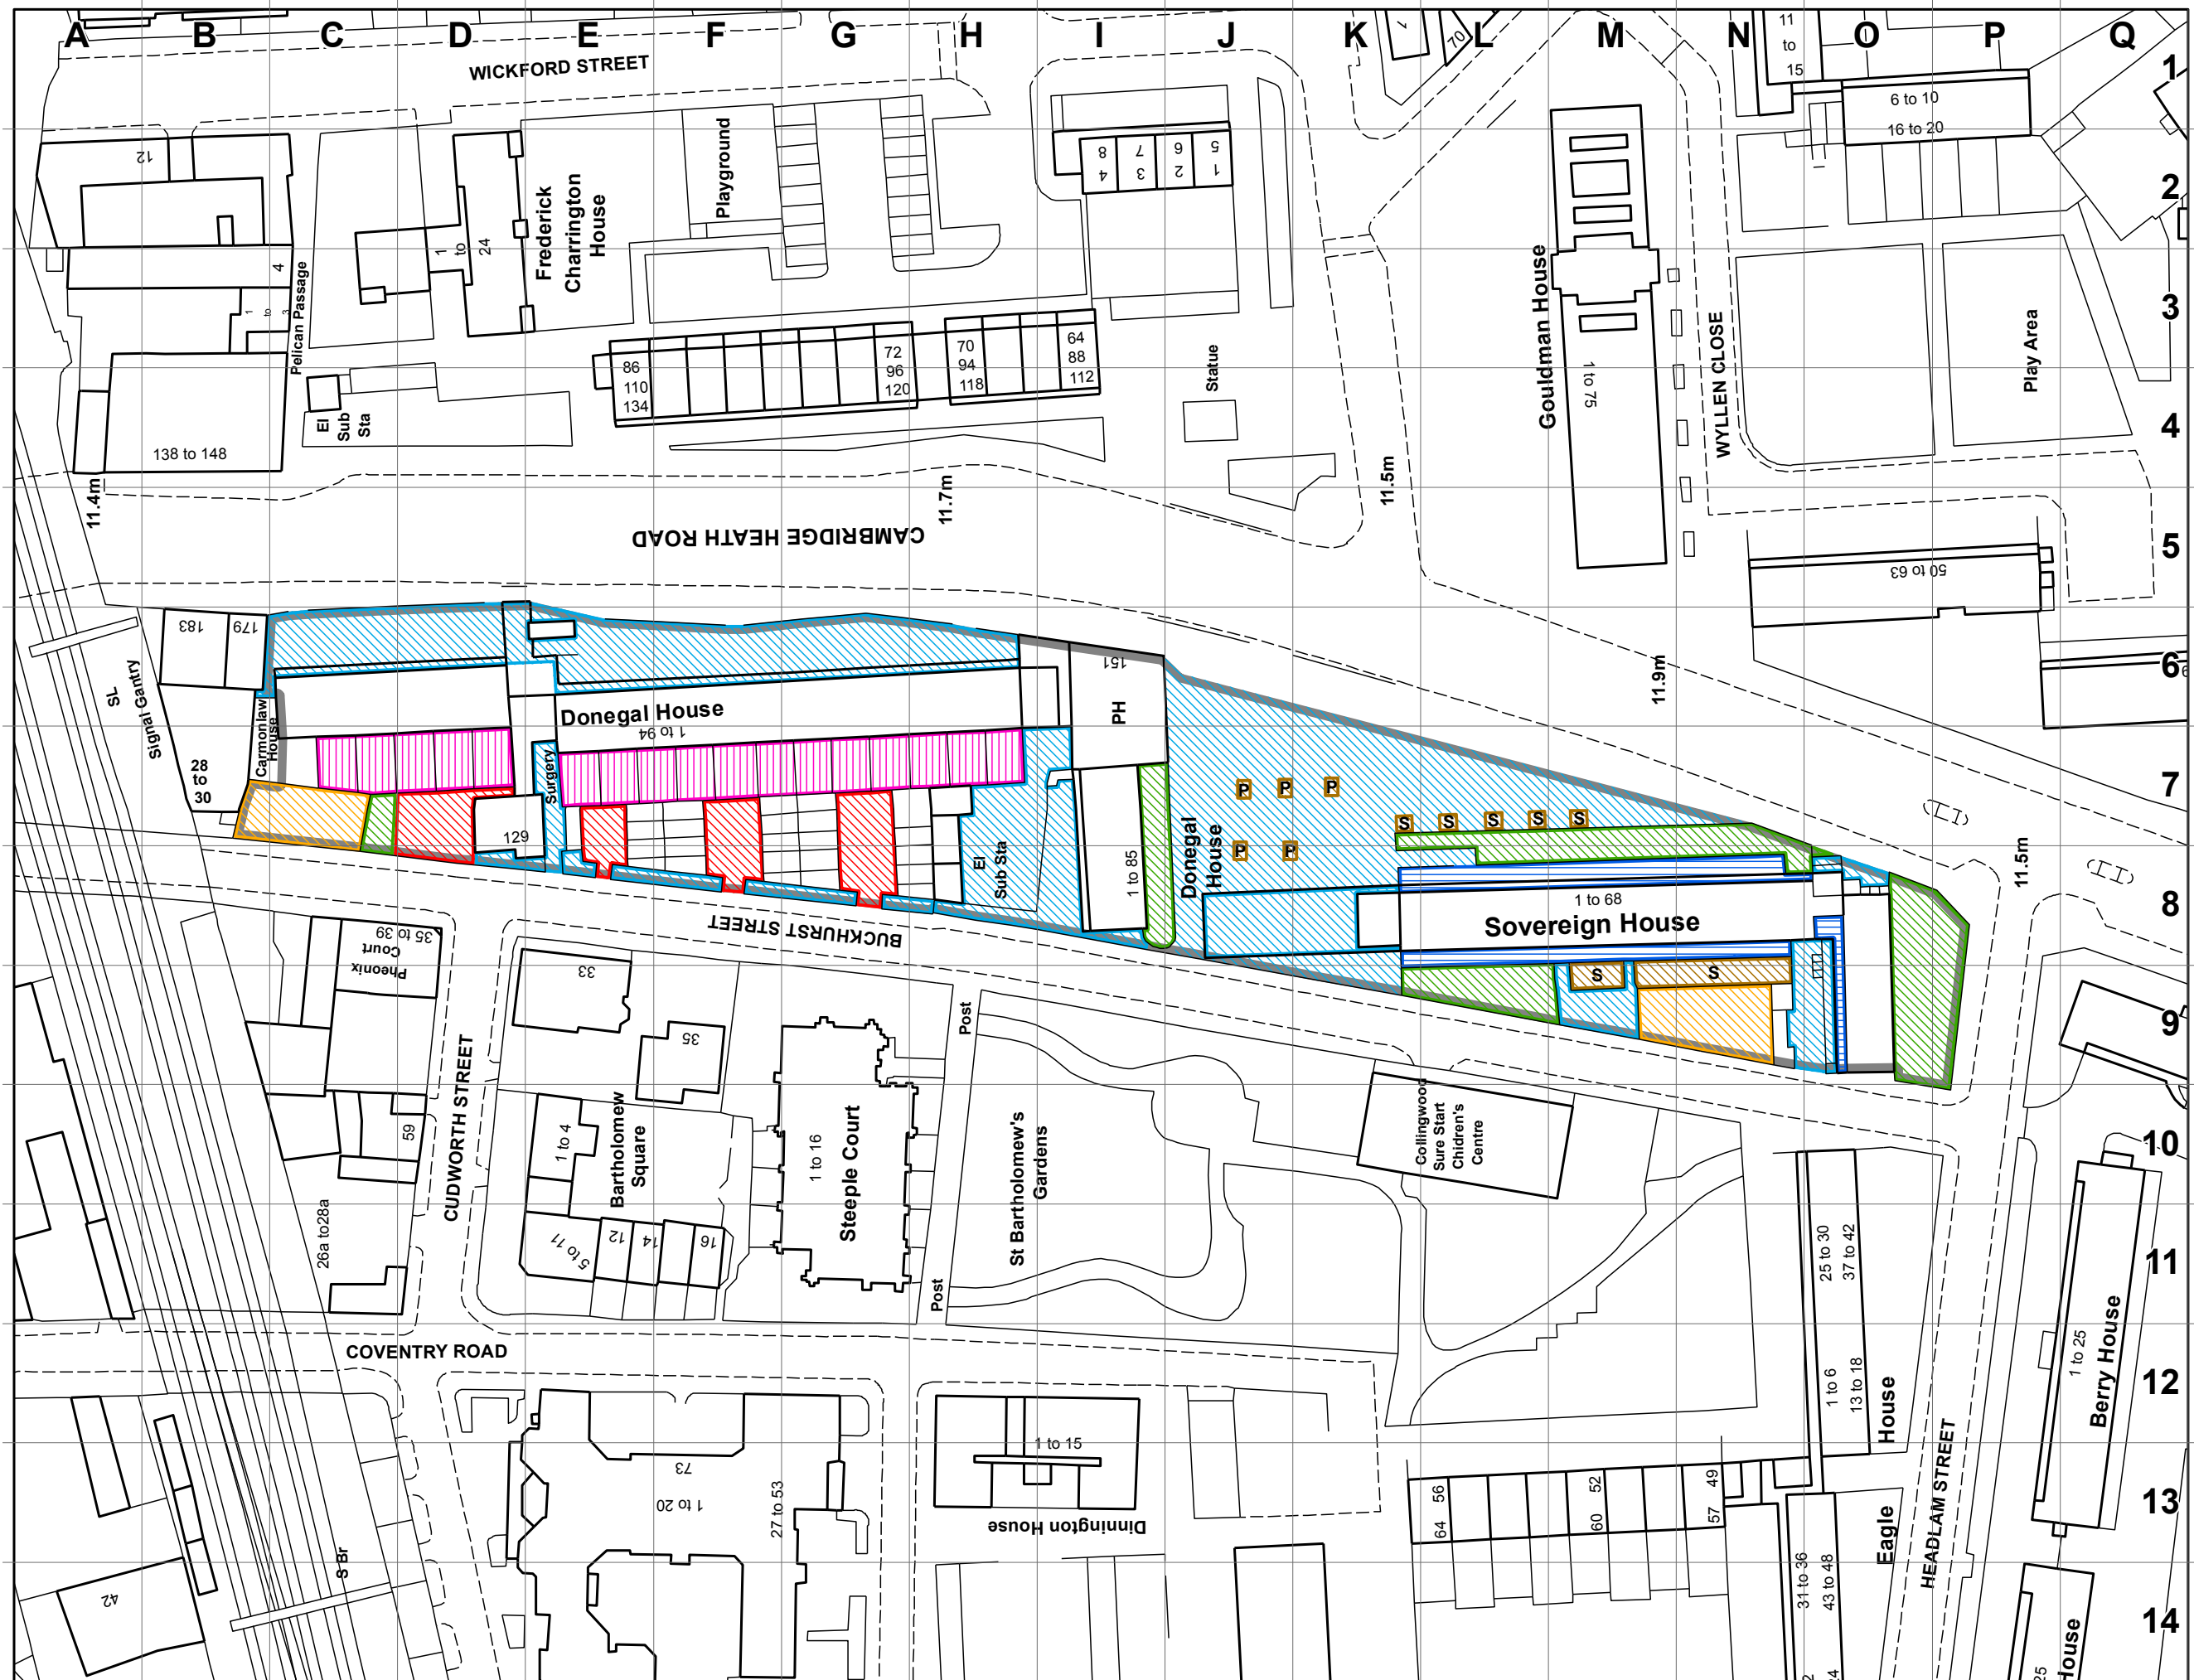 A B C D E F G H I J K L M N O P Q
1
2
3
4
5
6
7
8
9
10
11
12
13
14
WICKFORD STREET
7
70
11
to
15
6 to 10
16 to 20
12
Playground
8 7 6 5
4 3 2 1
Frederick
Charrington
House
1
to
24
4
1
to
3
Pelican Passage
Gouldman House
1 to 75
WYLLEN CLOSE
Play Area
Statue
86
110
134
72
96
120
70
94
118
64
88
112
El
Sub
Sta
138 to 148
11.4m
11.7m
11.5m
CAMBRIDGE HEATH ROAD
50 to 63
183
179
SL
Signal Gantry
Carmonlaw
House
28
to
30
Donegal House
1 to 94
Surgery
129
151
PH
11.9m
El
Sub Sta
1 to 85
Donegal
House
P
P
P
P
P
S
S
S
S
S
1 to 68
Sovereign House
S
S
11.5m
BUCKHURST STREET
35 to 39
Pheonix
Court
33
35
Post
CUDWORTH STREET
59
1 to 4
Bartholomew
Square
Steeple Court
1 to 16
St Bartholomew's
Gardens
Collingwood
Sure Start
Chidren's
Centre
26a to28a
5 to 11
12
14
16
Post
25 to 30
37 to 42
COVENTRY ROAD
1 to 6
13 to 18
Eagle House
1 to 25
Berry House
HEADLAM STREET
1 to 15
Dinnington House
73
1 to 20
27 to 53
56
64
52
60
49
57
S Br
42
31 to 36
43 to 48
25
House